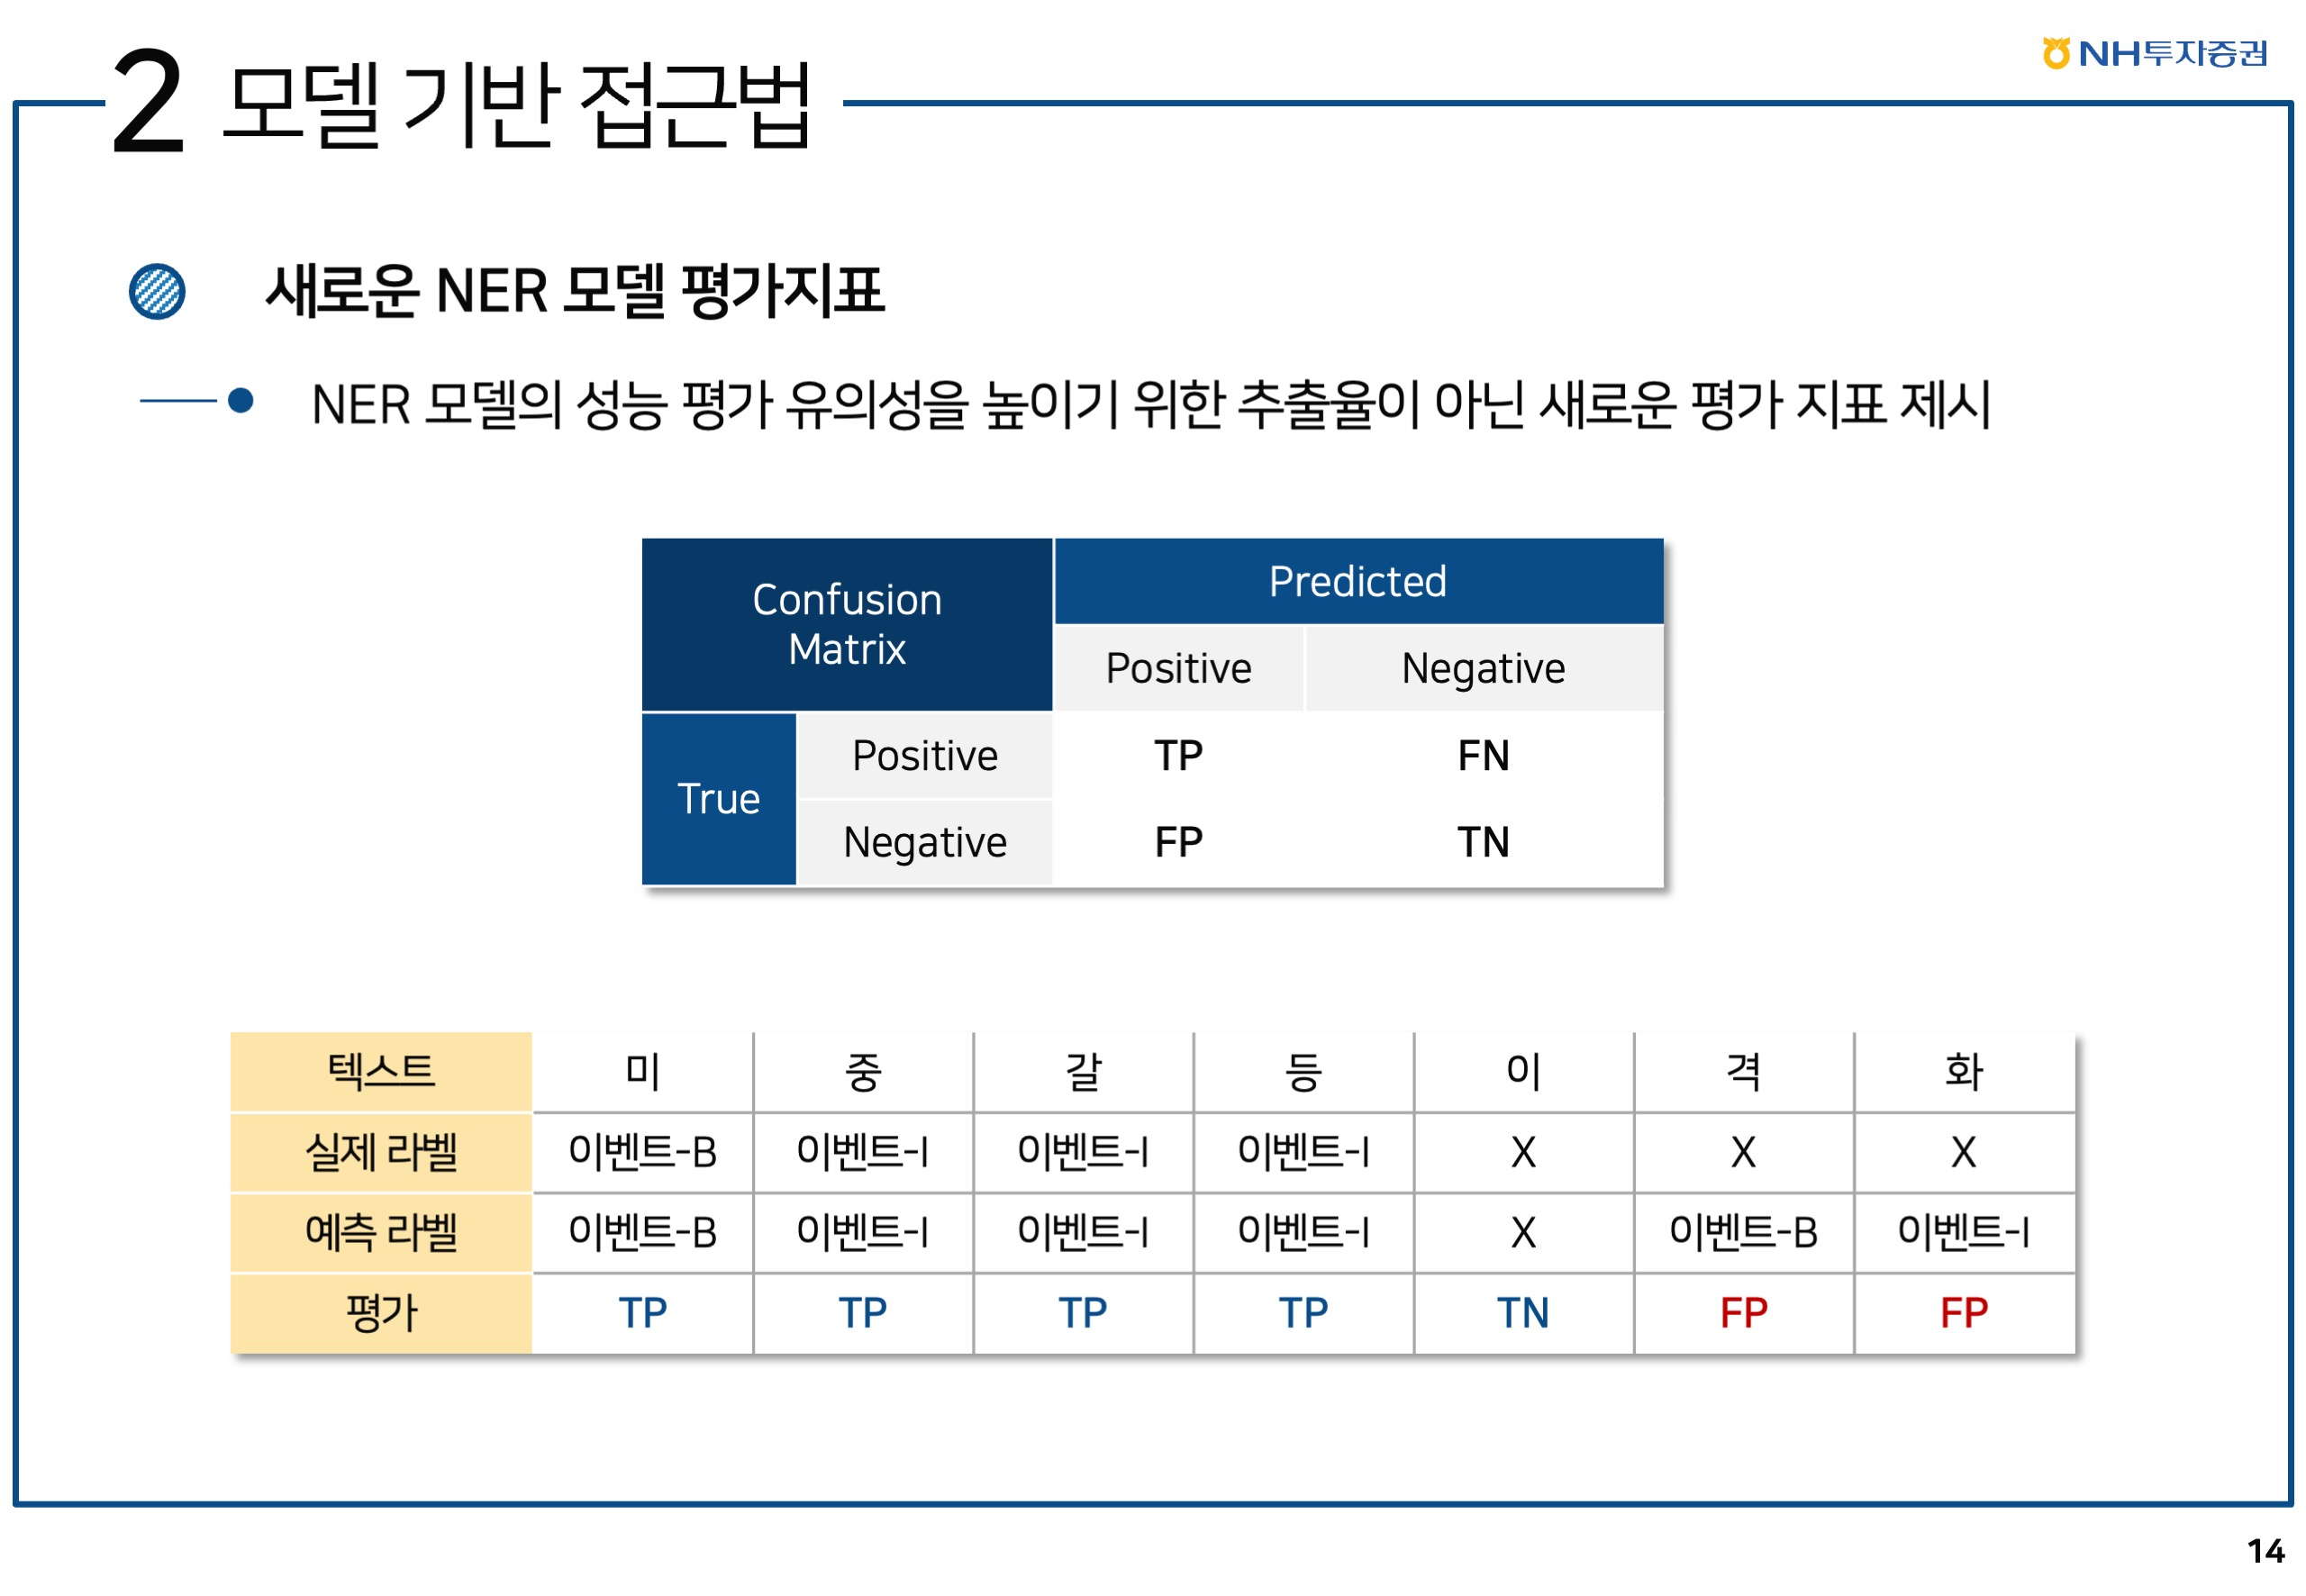 2 모델 기반 접근법
NH투자증권
새로운 NER 모델 평가지표
NER 모델의 성능 평가 유의성을 높이기 위한 추출율이 아닌 새로운 평가 지표 제시
Confusion
Matrix
Predicted
Positive Negative
True
Positive TP FN
Negative FP TN
텍스트 미 중 갈 등 이 격 화
실제 라벨 이벤트-B 이벤트-I 이벤트-I 이벤트-I X X X
예측 라벨 이벤트-B 이벤트-I 이벤트-I 이벤트-I X 이벤트-B 이벤트-I
평가 TP TP TP TP TN FP FP
14